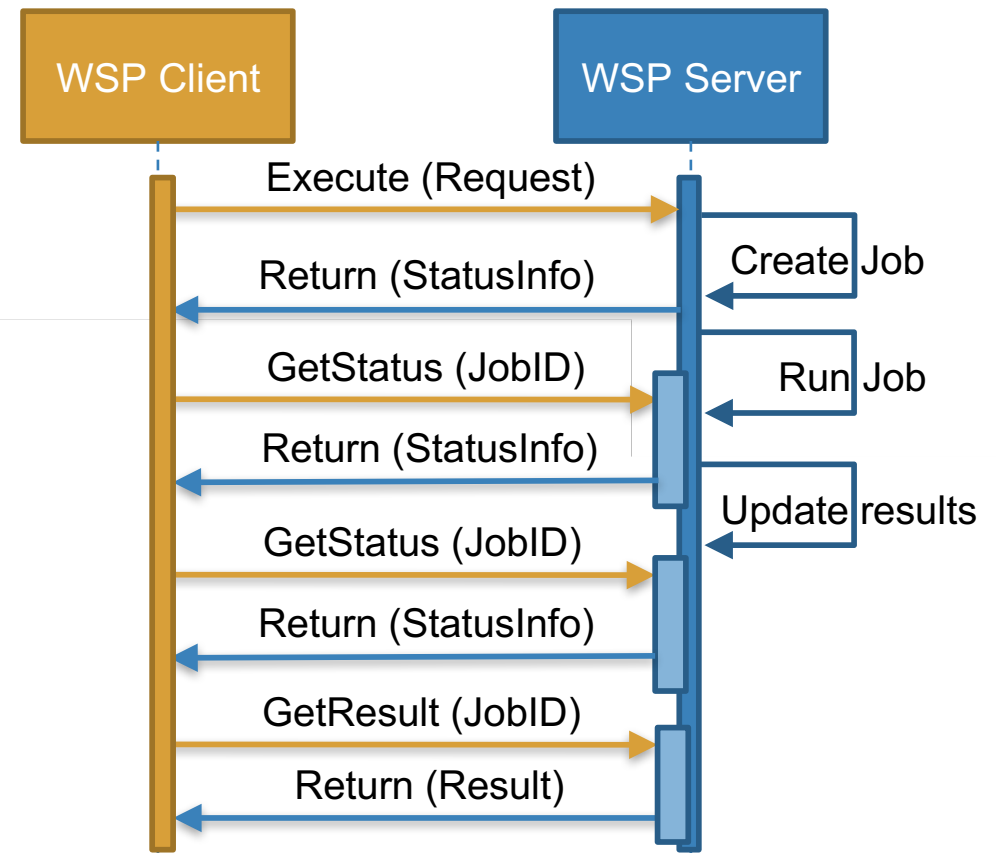 WSP Client
WSP Server
Execute (Request)
Create Job
Return (StatusInfo)
GetStatus (JobID)
Run Job
Return (StatusInfo)
Update results
GetStatus (JobID)
Return (StatusInfo)
GetResult (JobID)
Return (Result)